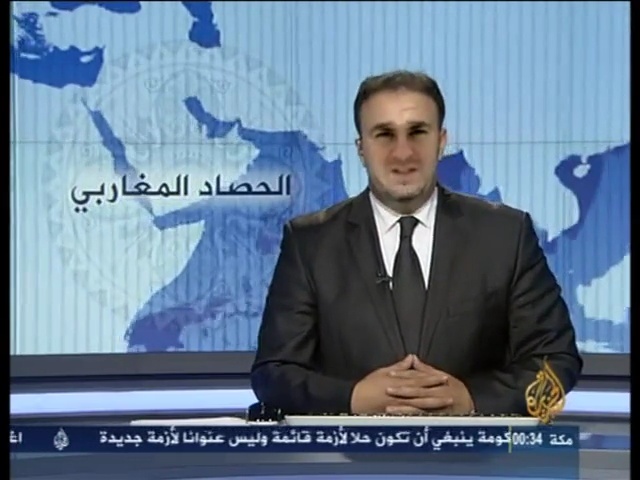 الحصاد المغاربي
مكة 00:34 كومة ينبغي أن تكون حلا لأزمة قائمة وليس عنوانا لأزمة جديدة